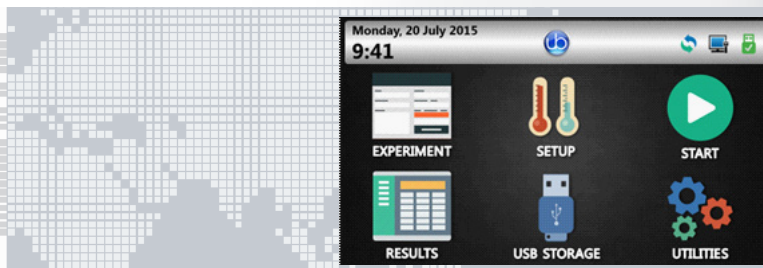 Monday, 20 July 2015
9:41
EXPERIMENT
SETUP
START
RESULTS
USB STORAGE
UTILITIES